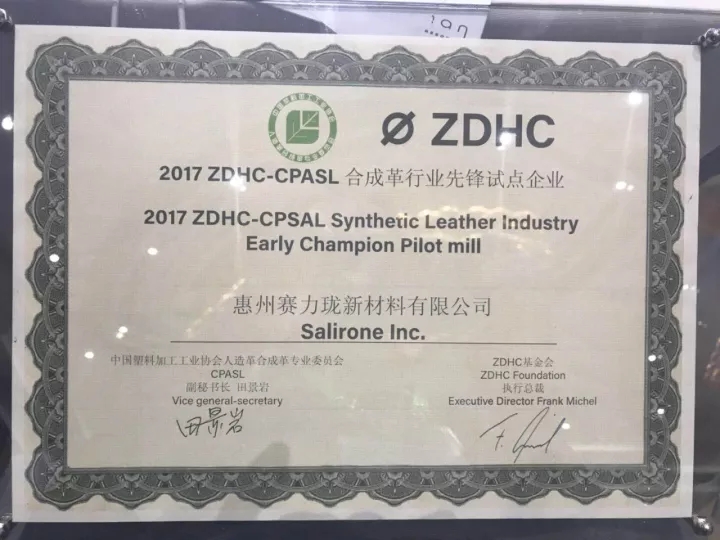 Ø ZDHC
2017 ZDHC-CPASL 合成革行业先锋试点企业
2017 ZDHC-CPSAL Synthetic Leather Industry
Early Champion Pilot mill
惠州赛力珑新材料有限公司
Salirone Inc.
中国塑料加工工业协会人造革合成革专业委员会
CPASL
副秘书长 田景岩
Vice general-secretary
田景岩
ZDHC基金会
ZDHC Foundation
执行总裁
Executive Director Frank Michel